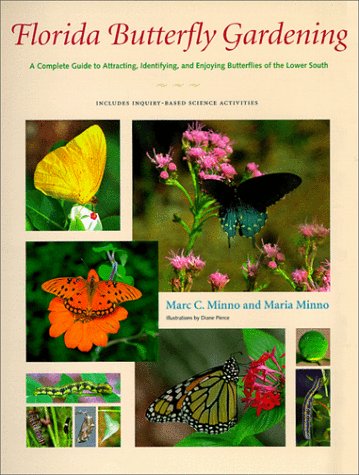 Florida Butterfly Gardening
A Complete Guide to Attracting, Identifying, and Enjoying Butterflies of the Lower South
INCLUDES INQUIRY-BASED SCIENCE ACTIVITIES
Marc C. Minno and Maria Minno
Illustrations by Diane Pierce